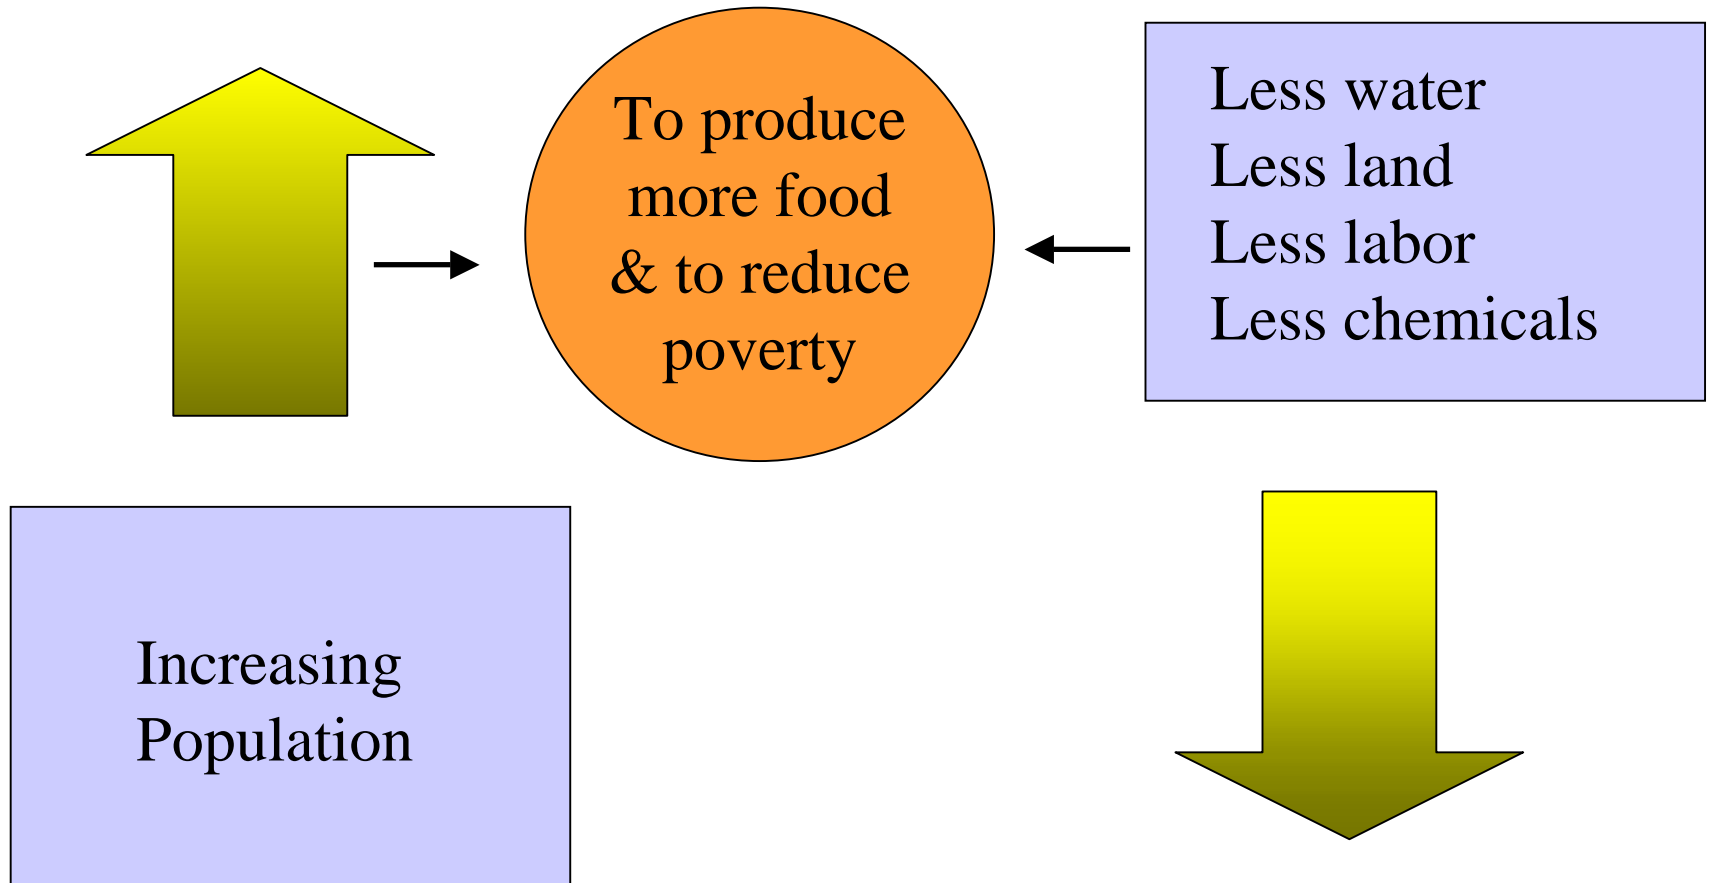 To produce
more food
& to reduce
poverty
Less water
Less land
Less labor
Less chemicals
Increasing
Population